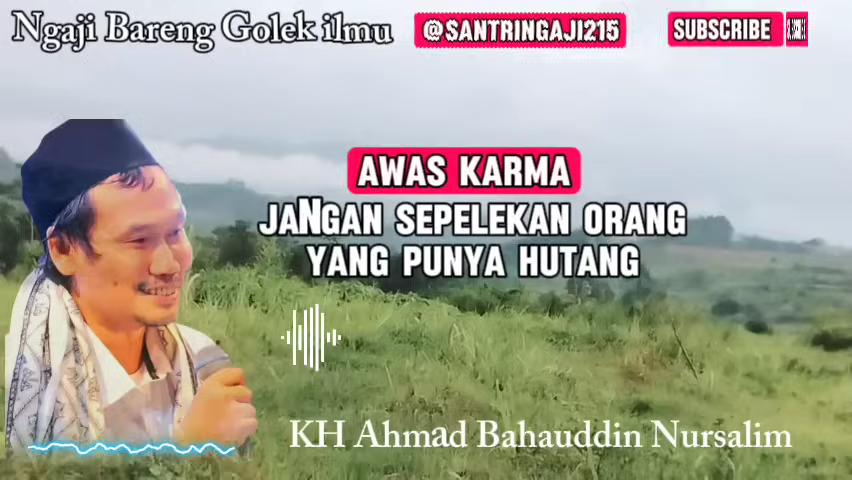 Ngaji Bareng Golek ilmu
@SANTRINGAJI215
SUBSCRIBE
AWAS KARMA
JANGAN SEPELEKAN ORANG
YANG PUNYA HUTANG
KH Ahmad Bahauddin Nursalim